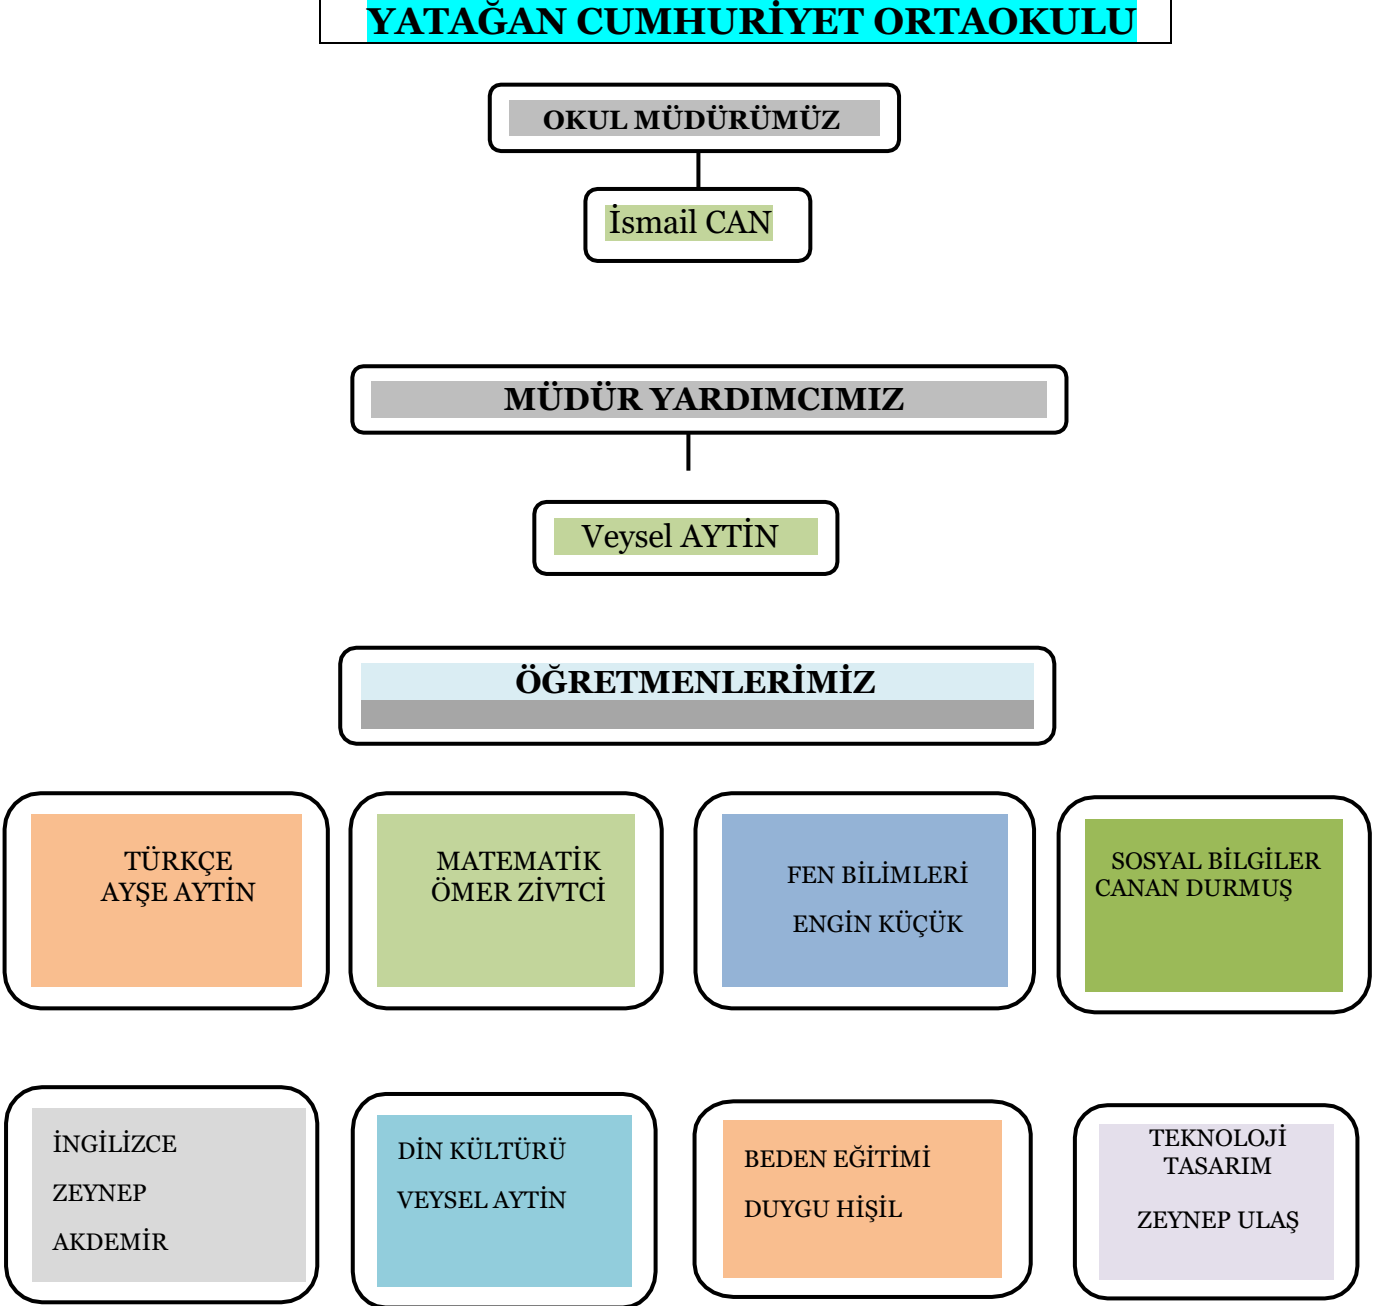 YATAĞAN CUMHURİYET ORTAOKULU
OKUL MÜDÜRÜMÜZ
İsmail CAN
MÜDÜR YARDIMCIMIZ
Veysel AYTİN
ÖĞRETMENLERİMİZ
TÜRKÇE
AYŞE AYTİN
MATEMATİK
ÖMER ZİVTCİ
FEN BİLİMLERİ
ENGİN KÜÇÜK
SOSYAL BİLGİLER
CANAN DURMUŞ
İNGİLİZCE
ZEYNEP
AKDEMİR
DİN KÜLTÜRÜ
VEYSEL AYTİN
BEDEN EĞİTİMİ
DUYGU HİŞİL
TEKNOLOJİ
TASARIM
ZEYNEP ULAŞ